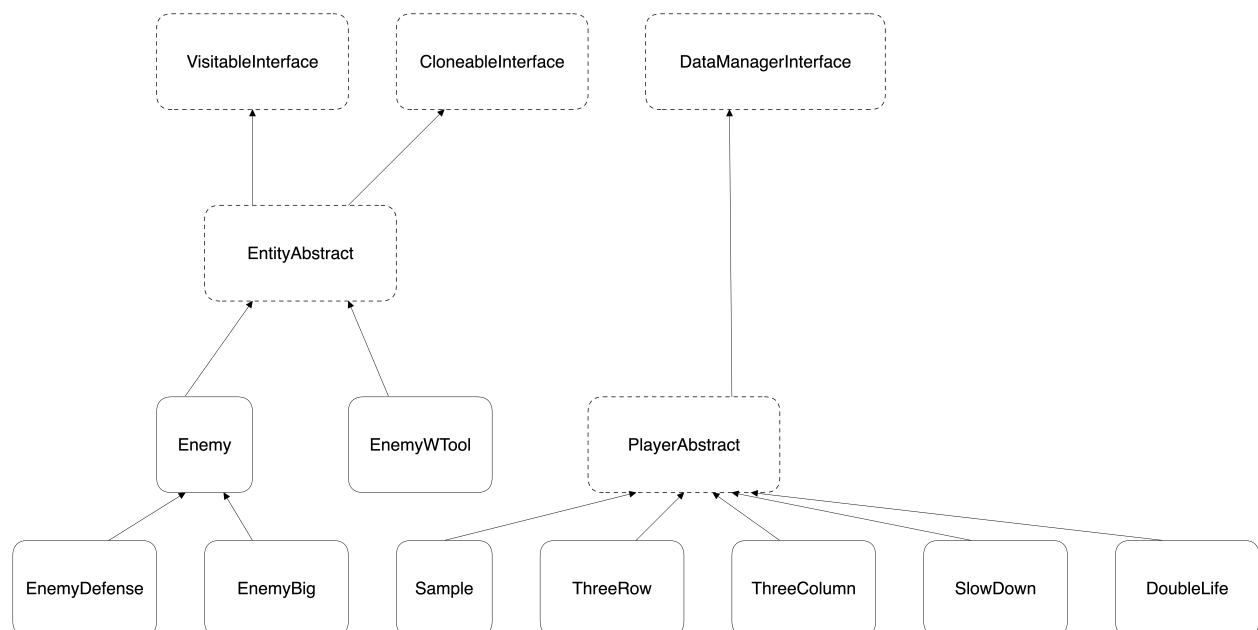 VisitableInterface
CloneableInterface
DataManagerInterface
EntityAbstract
Enemy
EnemyWTool
PlayerAbstract
EnemyDefense
EnemyBig
Sample
ThreeRow
ThreeColumn
SlowDown
DoubleLife